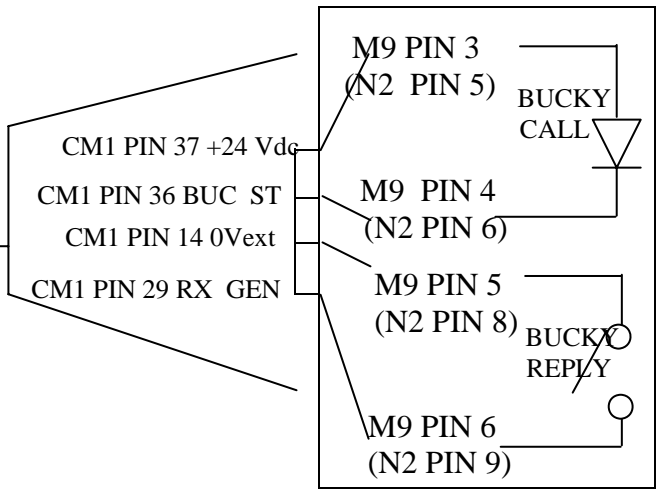 M9 PIN 3
(N2 PIN 5)
BUCKY
CALL
CM1 PIN 37 +24 Vdc
CM1 PIN 36 BUC ST
M9 PIN 4
(N2 PIN 6)
CM1 PIN 14 0Vext
CM1 PIN 29 RX GEN
M9 PIN 5
(N2 PIN 8)
BUCKY
REPLY
M9 PIN 6
(N2 PIN 9)